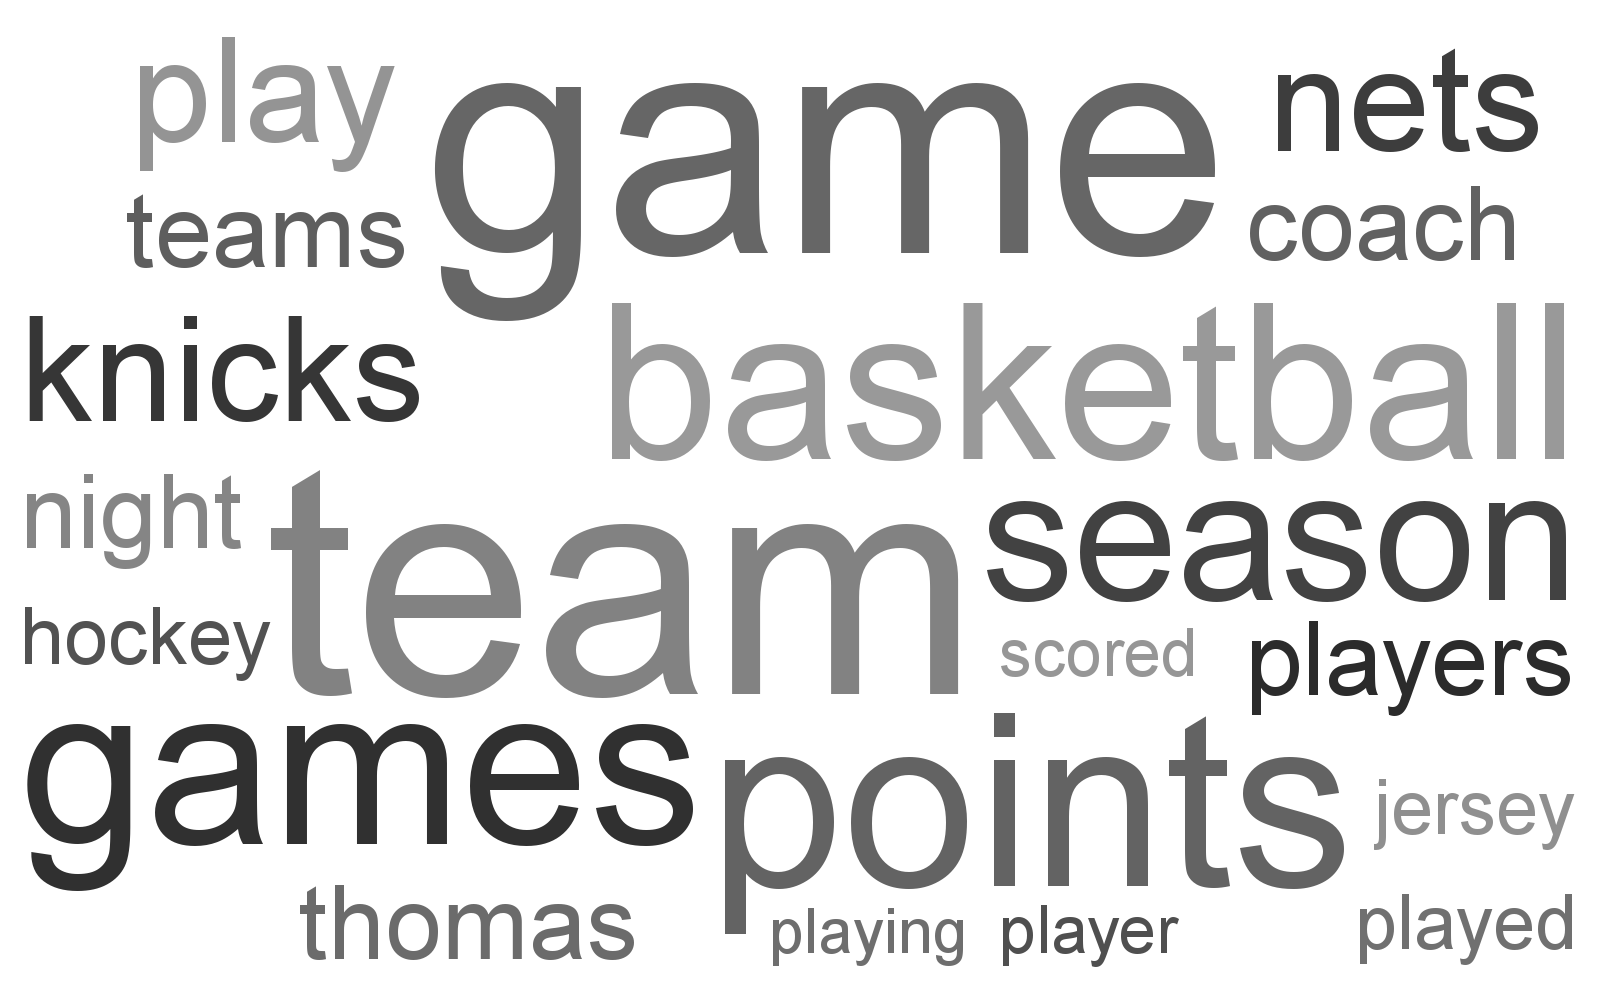 play game nets
teams coach
knicks basketball
night team season
hockey scored players
games points jersey
thomas playing player played